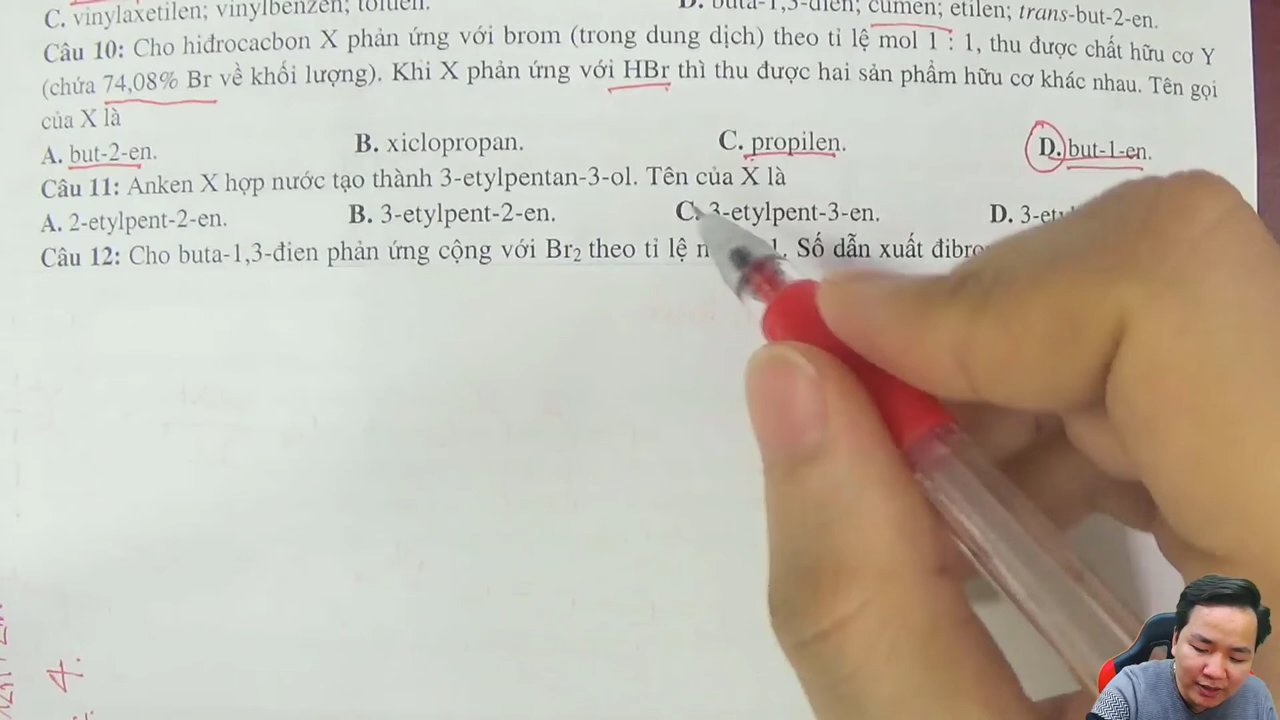 C. vinylaxetilen; vinylbenzen; toluen. D. buta-1,3-đien; cumen; etilen; trans-but-2-en.
Câu 10: Cho hiđrocacbon X phản ứng với brom (trong dung dịch) theo tỉ lệ mol 1 : 1, thu được chất hữu cơ Y
(chứa 74,08% Br về khối lượng). Khi X phản ứng với HBr thì thu được hai sản phẩm hữu cơ khác nhau. Tên gọi
của X là
A. but-2-en. B. xiclopropan. C. propilen. D. but-1-en.
Câu 11: Anken X hợp nước tạo thành 3-etylpentan-3-ol. Tên của X là
A. 2-etylpent-2-en. B. 3-etylpent-2-en. C. 3-etylpent-3-en. D.
Câu 12: Cho buta-1,3-đien phản ứng cộng với Br₂ theo tỉ lệ 1. Số dẫn xuất
4.